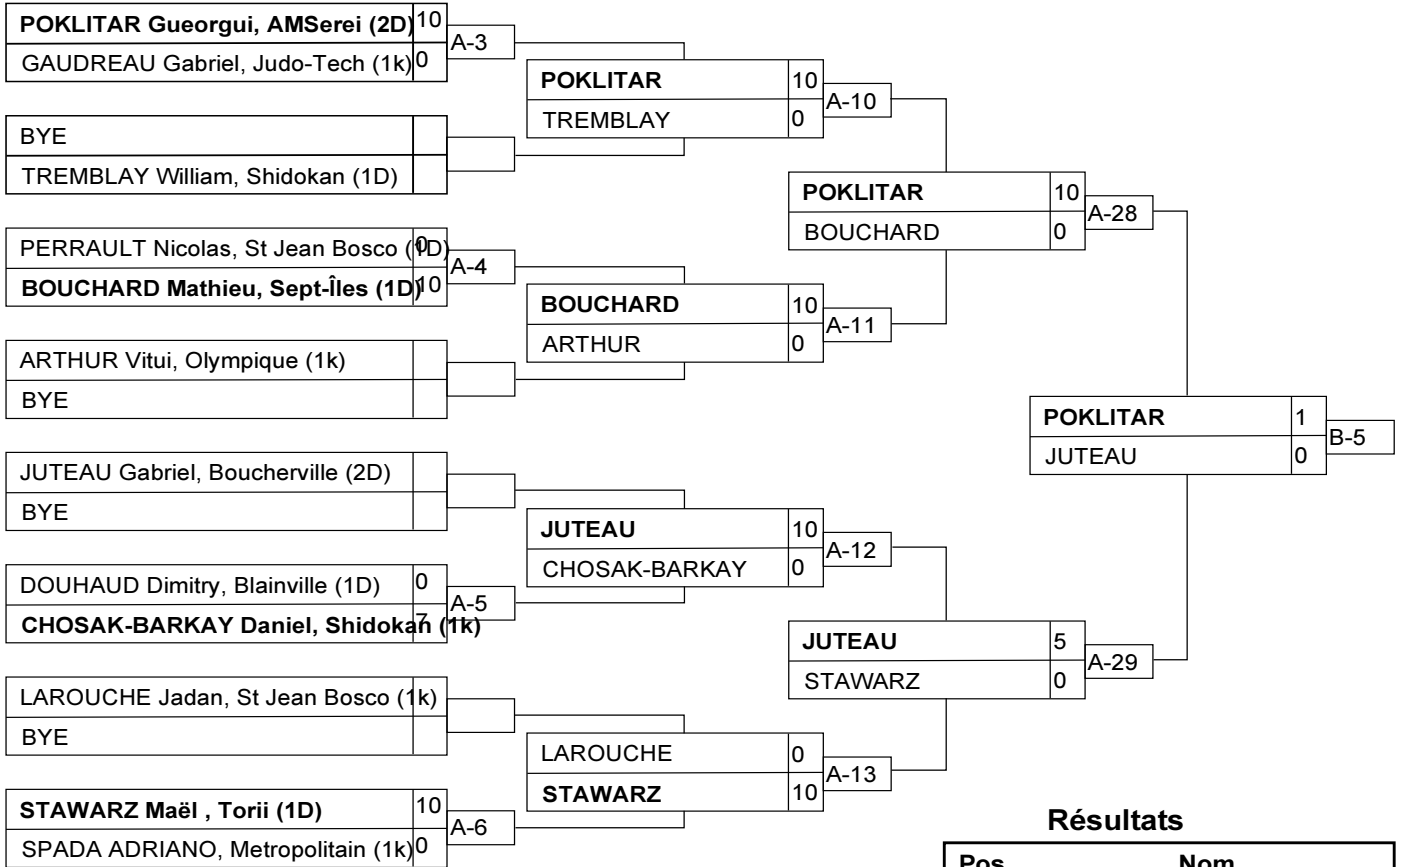 POKLITAR Gueorgui, AMSerei (2D) 10
A-3
GAUDREAU Gabriel, Judo-Tech (1k) 0
POKLITAR 10
A-10
TREMBLAY 0
BYE
TREMBLAY William, Shidokan (1D)
POKLITAR 10
A-28
BOUCHARD 0
PERRAULT Nicolas, St Jean Bosco (1D) 0
A-4
BOUCHARD Mathieu, Sept-Îles (1D) 10
BOUCHARD 10
A-11
ARTHUR 0
ARTHUR Vitui, Olympique (1k)
BYE
POKLITAR 1
B-5
JUTEAU 0
JUTEAU Gabriel, Boucherville (2D)
BYE
JUTEAU 10
A-12
CHOSAK-BARKAY 0
DOUHAUD Dimitry, Blainville (1D) 0
A-5
CHOSAK-BARKAY Daniel, Shidokan (1k) 7
JUTEAU 5
A-29
STAWARZ 0
LAROUCHE Jadan, St Jean Bosco (1k)
BYE
LAROUCHE 0
A-13
STAWARZ 10
STAWARZ Maël , Torii (1D) 10
A-6
SPADA ADRIANO, Metropolitain (1k) 0
Résultats
Pos Nom